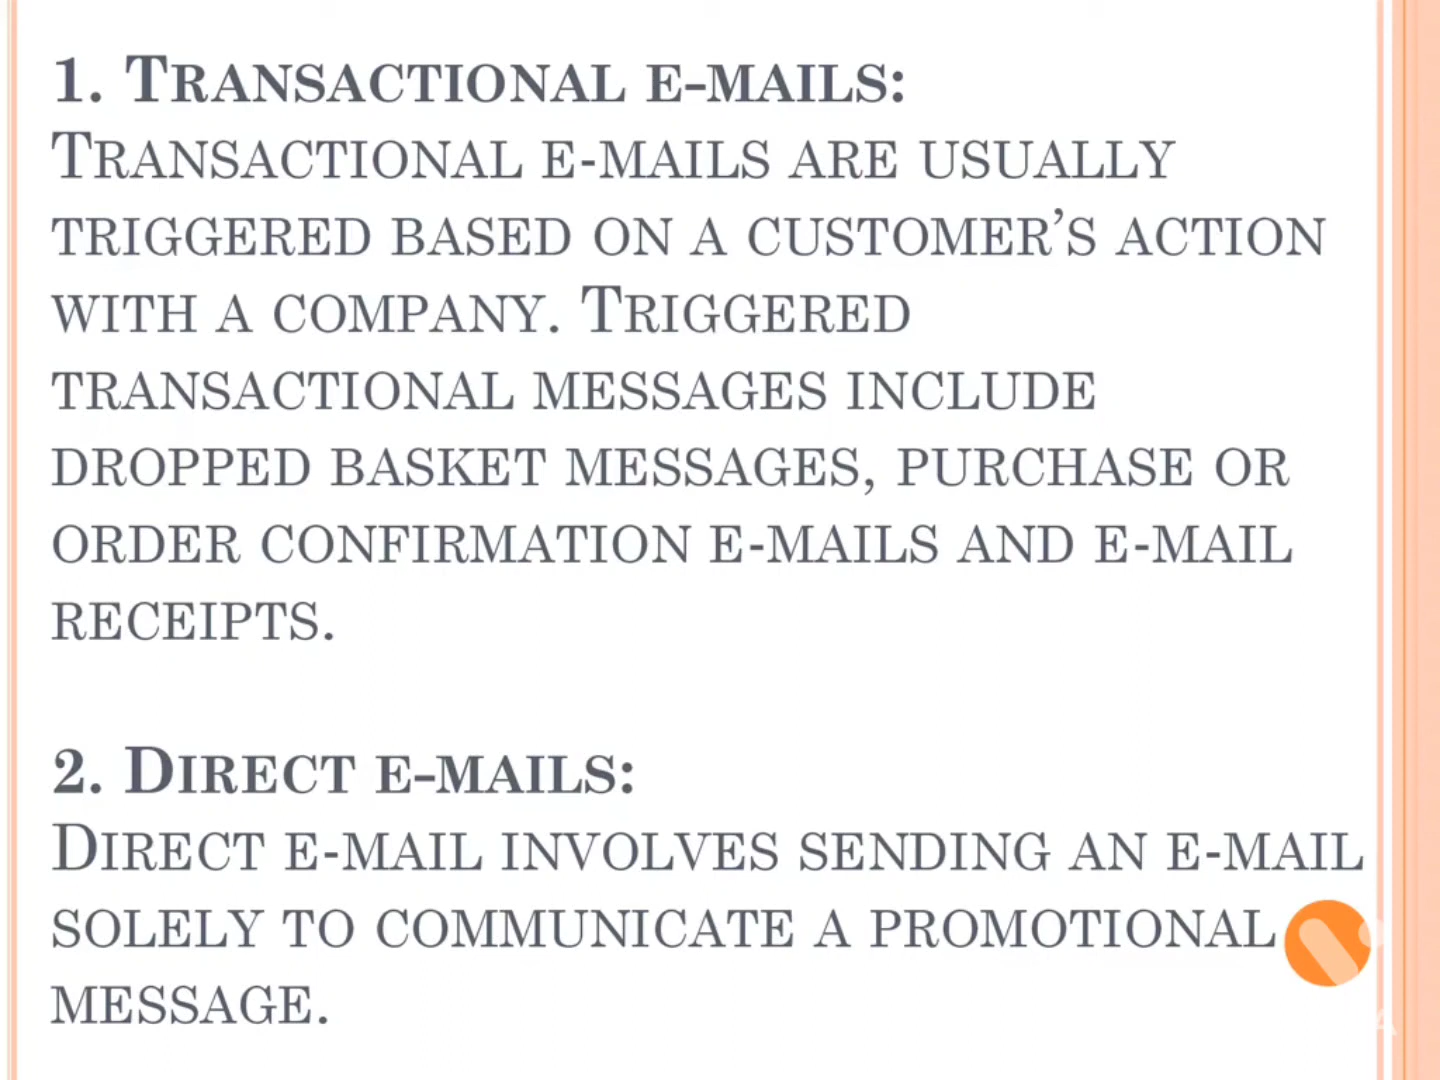 1. Transactional e-mails:
Transactional e-mails are usually
triggered based on a customer’s action
with a company. Triggered
transactional messages include
dropped basket messages, purchase or
order confirmation e-mails and e-mail
receipts.
2. Direct e-mails:
Direct e-mail involves sending an e-mail
solely to communicate a promotional
message.